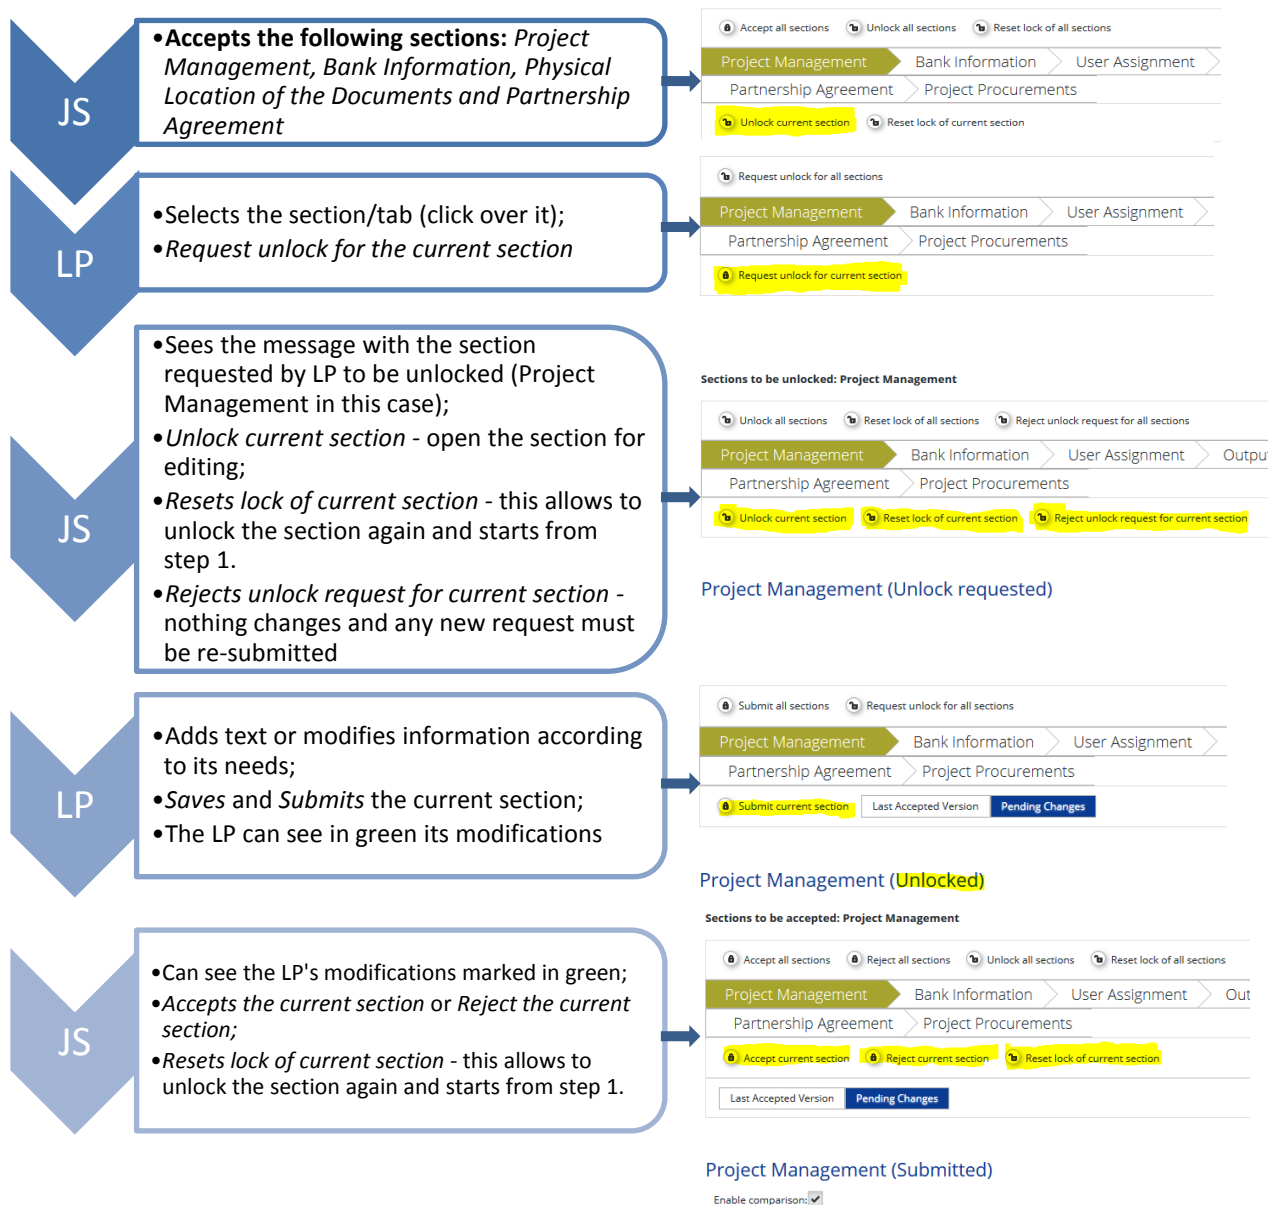 JS
•Accepts the following sections: Project
Management, Bank Information, Physical
Location of the Documents and Partnership
Agreement
Accept all sections Unlock all sections Reset lock of all sections
Project Management Bank Information User Assignment
Partnership Agreement Project Procurements
Unlock current section Reset lock of current section
LP
•Selects the section/tab (click over it);
•Request unlock for the current section
Request unlock for all sections
Project Management Bank Information User Assignment
Partnership Agreement Project Procurements
Request unlock for current section
JS
•Sees the message with the section
requested by LP to be unlocked (Project
Management in this case);
•Unlock current section - open the section for
editing;
•Resets lock of current section - this allows to
unlock the section again and starts from
step 1.
•Rejects unlock request for current section -
nothing changes and any new request must
be re-submitted
Sections to be unlocked: Project Management
Unlock all sections Reset lock of all sections Reject unlock request for all sections
Project Management Bank Information User Assignment Outpu
Partnership Agreement Project Procurements
Unlock current section Reset lock of current section Reject unlock request for current section
Project Management (Unlock requested)
LP
•Adds text or modifies information according
to its needs;
•Saves and Submits the current section;
•The LP can see in green its modifications
Submit all sections Request unlock for all sections
Project Management Bank Information User Assignment
Partnership Agreement Project Procurements
Submit current section Last Accepted Version Pending Changes
Project Management (Unlocked)
JS
•Can see the LP's modifications marked in green;
•Accepts the current section or Reject the current
section;
•Resets lock of current section - this allows to
unlock the section again and starts from step 1.
Sections to be accepted: Project Management
Accept all sections Reject all sections Unlock all sections Reset lock of all sections
Project Management Bank Information User Assignment Out
Partnership Agreement Project Procurements
Accept current section Reject current section Reset lock of current section
Last Accepted Version Pending Changes
Project Management (Submitted)
Enable comparison: